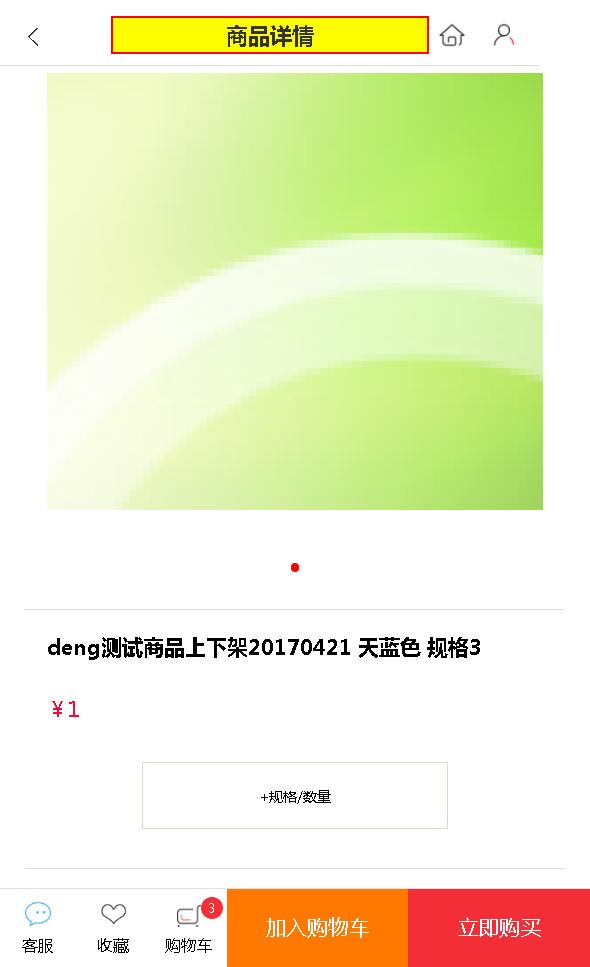 商品详情
deng测试商品上下架20170421 天蓝色 规格3
¥1
+规格/数量
3
客服
收藏
购物车
加入购物车
立即购买